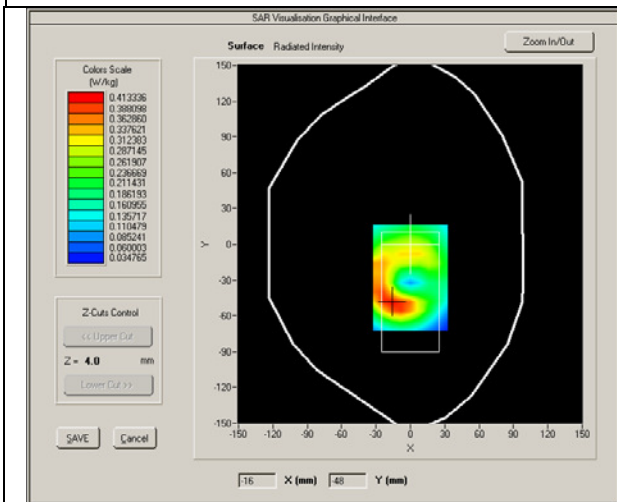 SAR Visualisation Graphical Interface
Surface Radiated Intensity
Zoom In/Out
Colors Scale
(W/kg)
0.413336
0.388098
0.362860
0.337621
0.312383
0.287145
0.261907
0.236669
0.211431
0.186193
0.160955
0.135717
0.110479
0.085241
0.060003
0.034765
Z-Cuts Control
<< Upper Cut
Z = 4.0 mm
Lower Cut >>
SAVE Cancel
150
120
90
60
30
0
-30
-60
-90
-120
-150
Y
-150 -120 -90 -60 -30 0 30 60 90 120 150
X
-16 X (mm) -48 Y (mm)